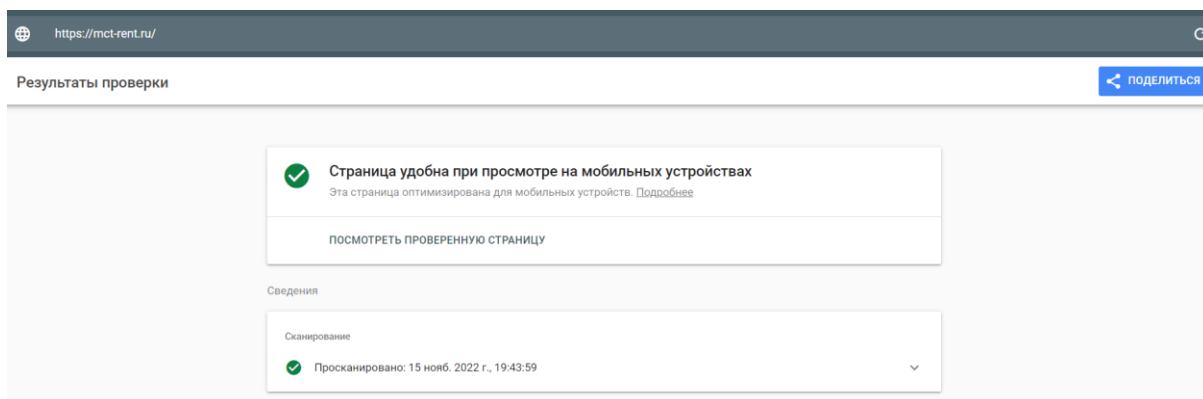 https://mct-rent.ru/
Результаты проверки
ПОДЕЛИТЬСЯ
Страница удобна при просмотре на мобильных устройствах
Эта страница оптимизирована для мобильных устройств. Подробнее
ПОСМОТРЕТЬ ПРОВЕРЕННУЮ СТРАНИЦУ
Сведения
Сканирование
Просканировано: 15 нояб. 2022 г., 19:43:59